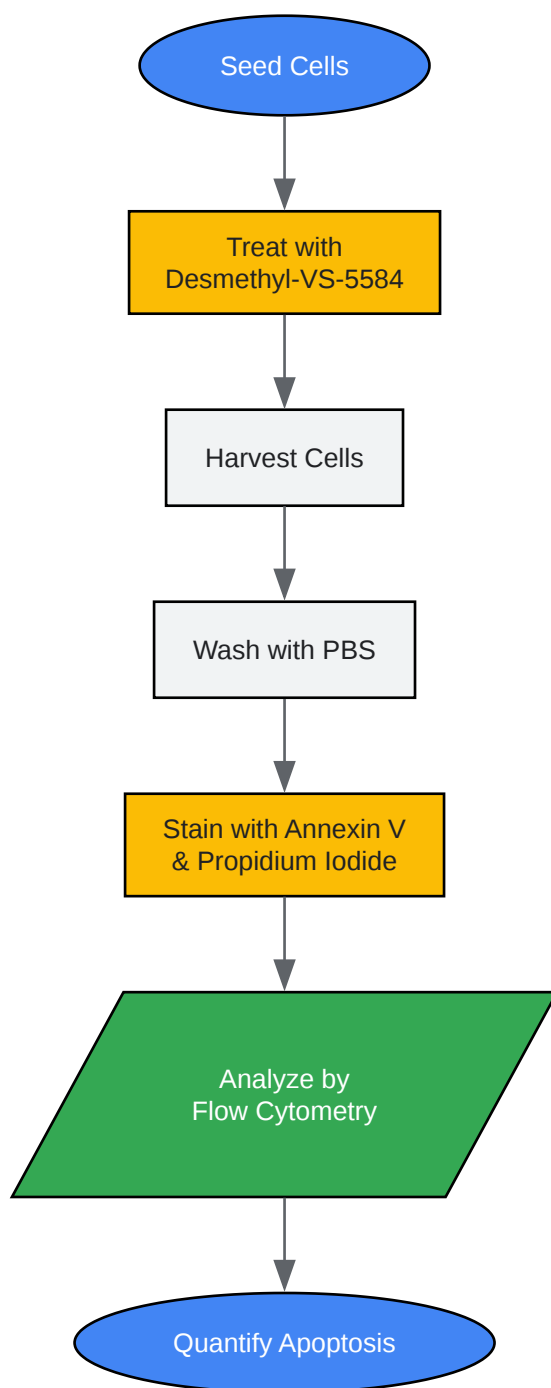 Seed Cells
Treat with
Desmethyl-VS-5584
Harvest Cells
Wash with PBS
Stain with Annexin V
& Propidium Iodide
Analyze by
Flow Cytometry
Quantify Apoptosis